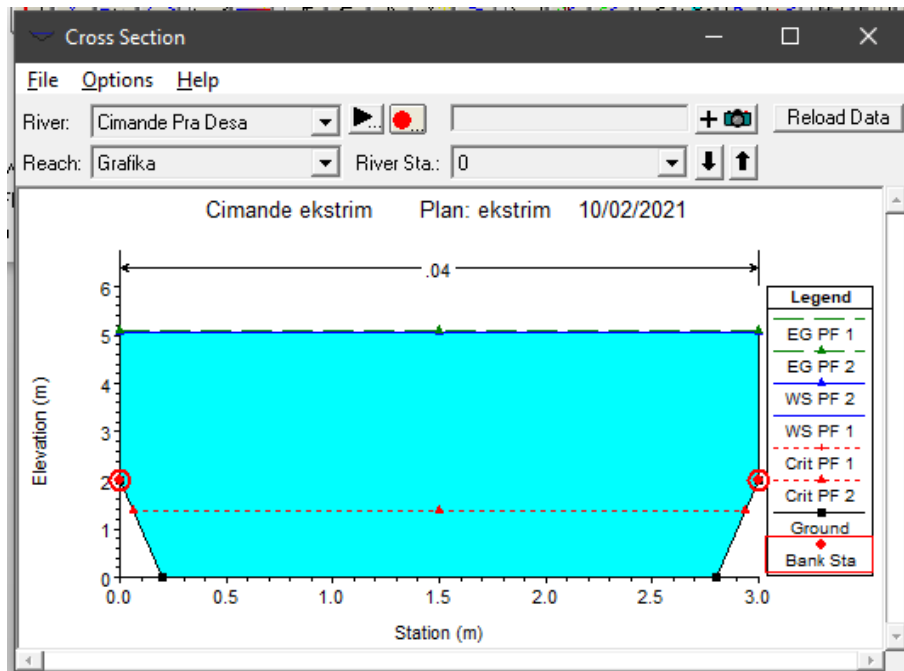 Cross Section
File Options Help
River: Cimande Pra Desa ... ... + Reload Data
Reach: Grafika River Sta.: 0
Cimande ekstrim Plan: ekstrim 10/02/2021
.04
6
5
4
3
2
1
0
Elevation (m)
0.0 0.5 1.0 1.5 2.0 2.5 3.0
Station (m)
Legend
EG PF 1
EG PF 2
WS PF 2
WS PF 1
Crit PF 1
Crit PF 2
Ground
Bank Sta